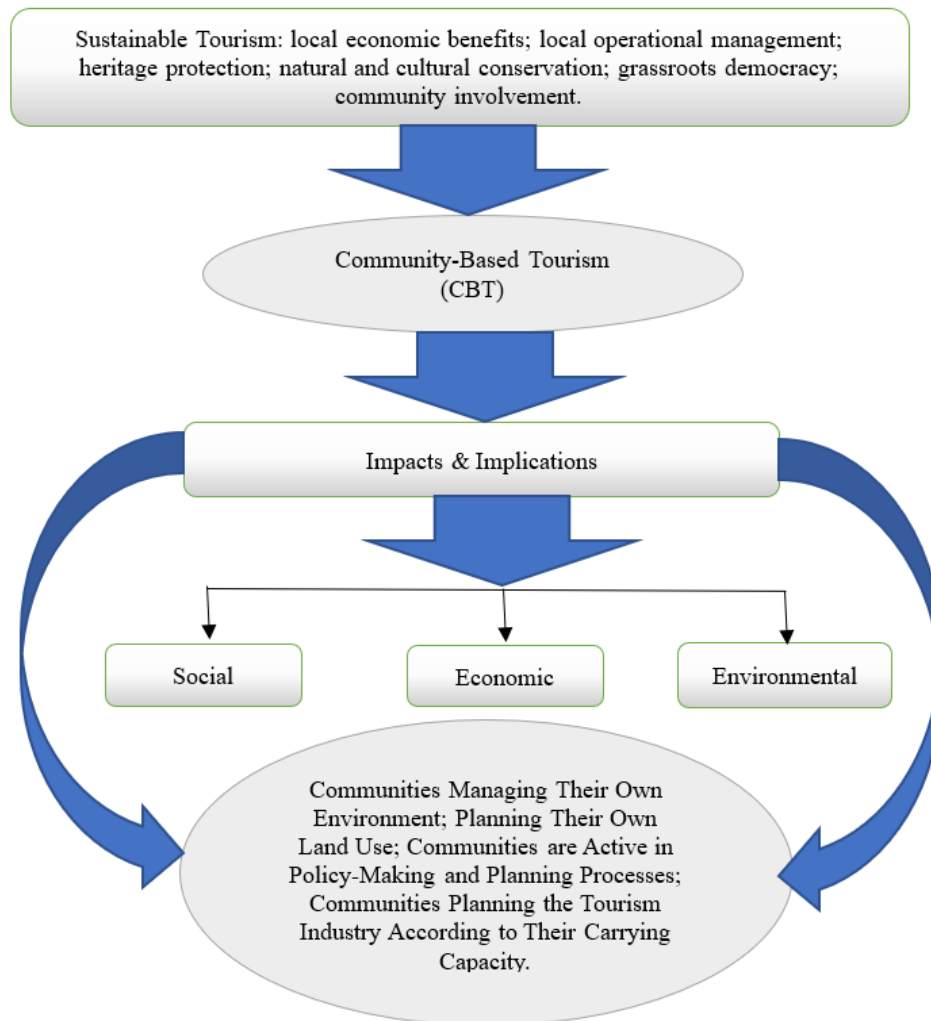 Sustainable Tourism: local economic benefits; local operational management;
heritage protection; natural and cultural conservation; grassroots democracy;
community involvement.
Community-Based Tourism
(CBT)
Impacts & Implications
Social
Economic
Environmental
Communities Managing Their Own
Environment; Planning Their Own
Land Use; Communities are Active in
Policy-Making and Planning Processes;
Communities Planning the Tourism
Industry According to Their Carrying
Capacity.